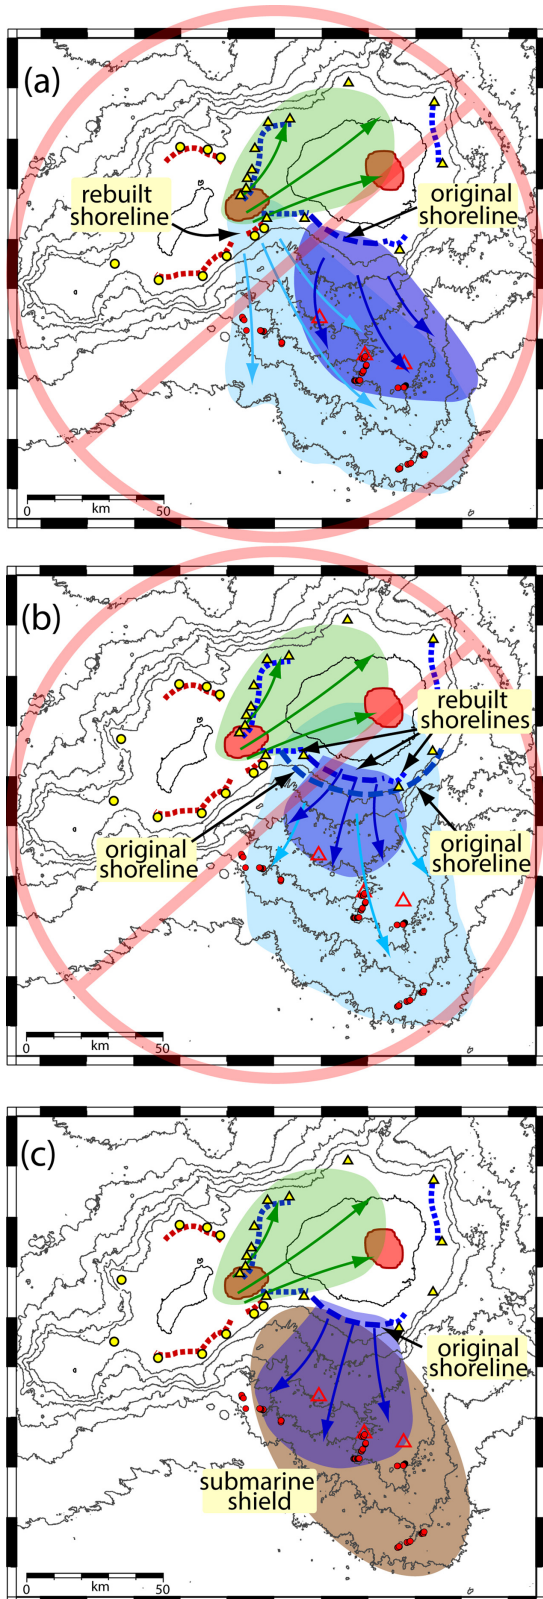 (a)
rebuilt
shoreline
original
shoreline
0
50
km
(b)
rebuilt
shorelines
original
shoreline
original
shoreline
0
50
km
(c)
original
shoreline
submarine
shield
0
50
km